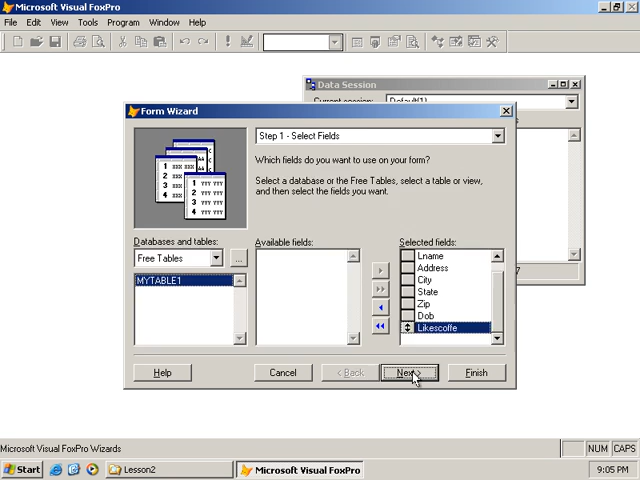 Microsoft Visual FoxPro
File Edit View Tools Program Window Help
Data Session
Current session: Default(1)
Form Wizard
Step 1 - Select Fields
Which fields do you want to use on your form?
Select a database or the Free Tables, select a table or view,
and then select the fields you want.
Databases and tables:
Available fields:
Selected fields:
Free Tables
...
MYTABLE1
Lname
Address
City
State
Zip
Dob
Likescoffe
7
Help
Cancel
< Back
Next >
Finish
Microsoft Visual FoxPro Wizards
NUM
CAPS
Start
Lesson2
Microsoft Visual FoxPro
9:05 PM